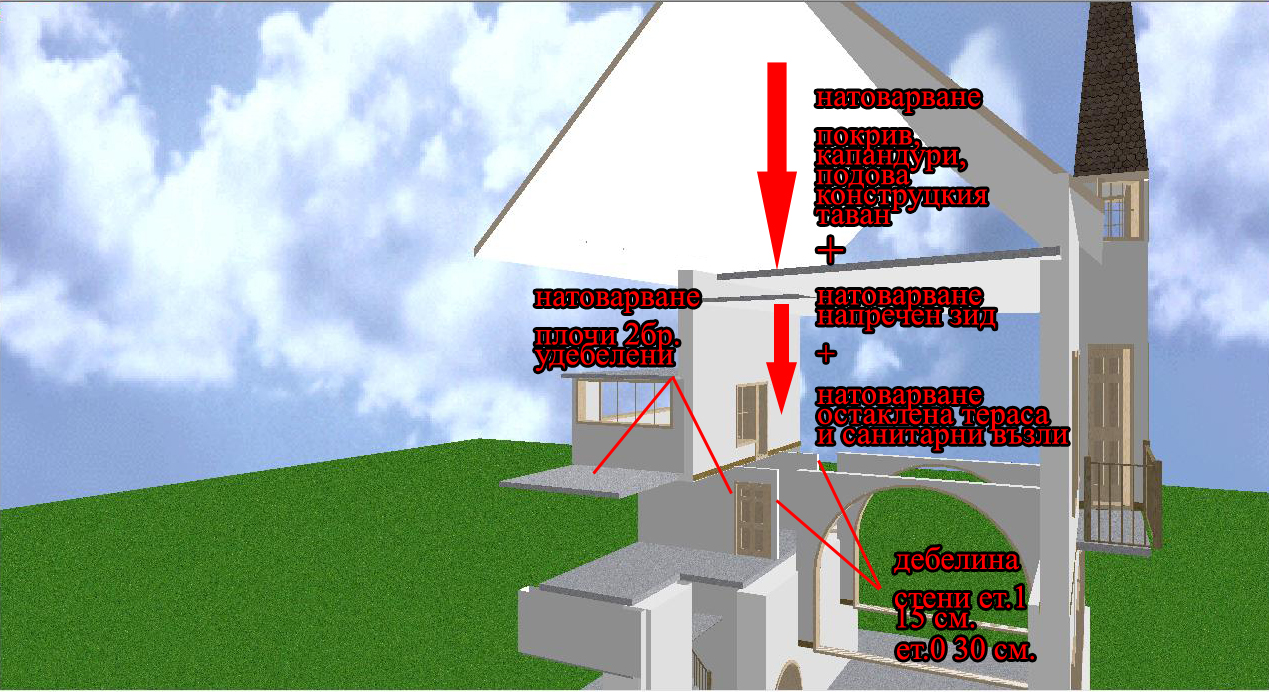 натоварване
покрив,
капандури,
подова
конструцкия
таван
+
натоварване
напречен зид
+
натоварване
остаклена тераса
и санитарни възли
натоварване
плочи 2бр.
удебелени
дебелина
стени ет.1
15 см.
ет.0 30 см.